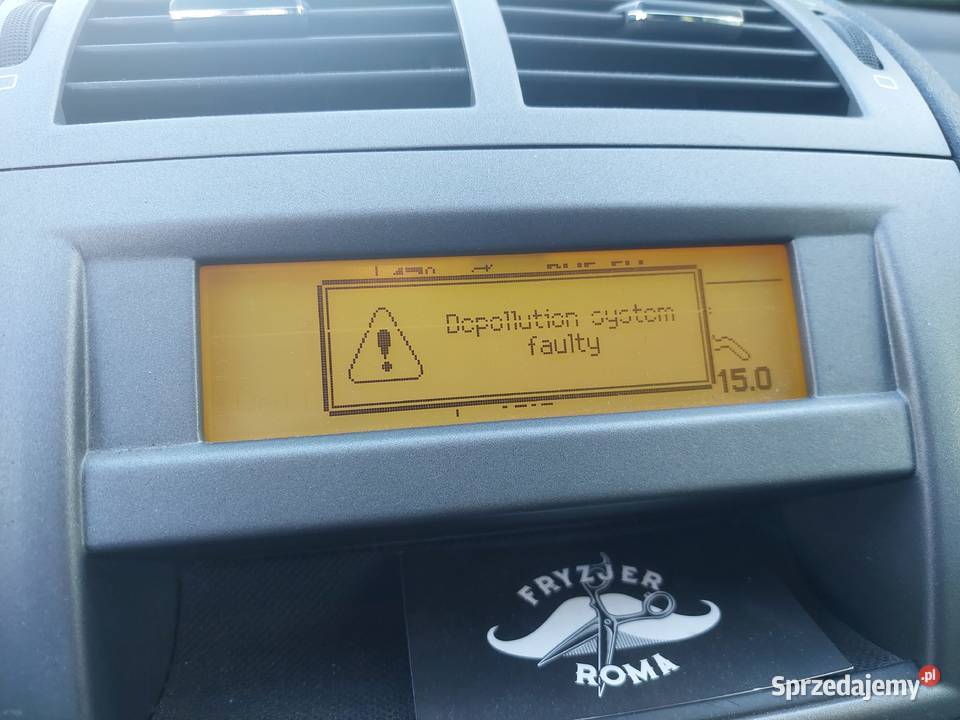 Depollution system
faulty
15.0
FRYZJER
ROMA
Sprzedajemy.pl